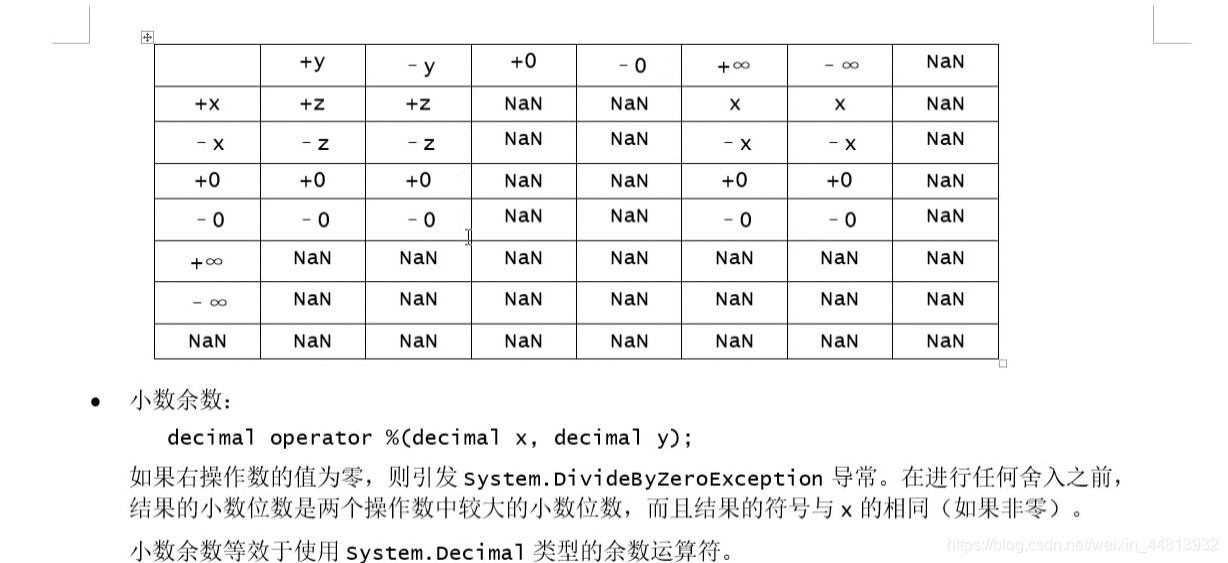 +y －y +0 －0 +∞ －∞ NaN
+x +z +z NaN NaN x x NaN
－x －z －z NaN NaN －x －x NaN
+0 +0 +0 NaN NaN +0 +0 NaN
－0 －0 －0 NaN NaN －0 －0 NaN
+∞ NaN NaN NaN NaN NaN NaN NaN
－∞ NaN NaN NaN NaN NaN NaN NaN
NaN NaN NaN NaN NaN NaN NaN NaN
● 小数余数：
decimal operator %(decimal x, decimal y);
如果右操作数的值为零，则引发 System.DivideByZeroException 导常。在进行任何舍入之前，
结果的小数位数是两个操作数中较大的小数位数，而且结果的符号与 x 的相同（如果非零）。
小数余数等效于使用 System.Decimal 类型的余数运算符。
https://blog.csdn.net/weixin_44813932